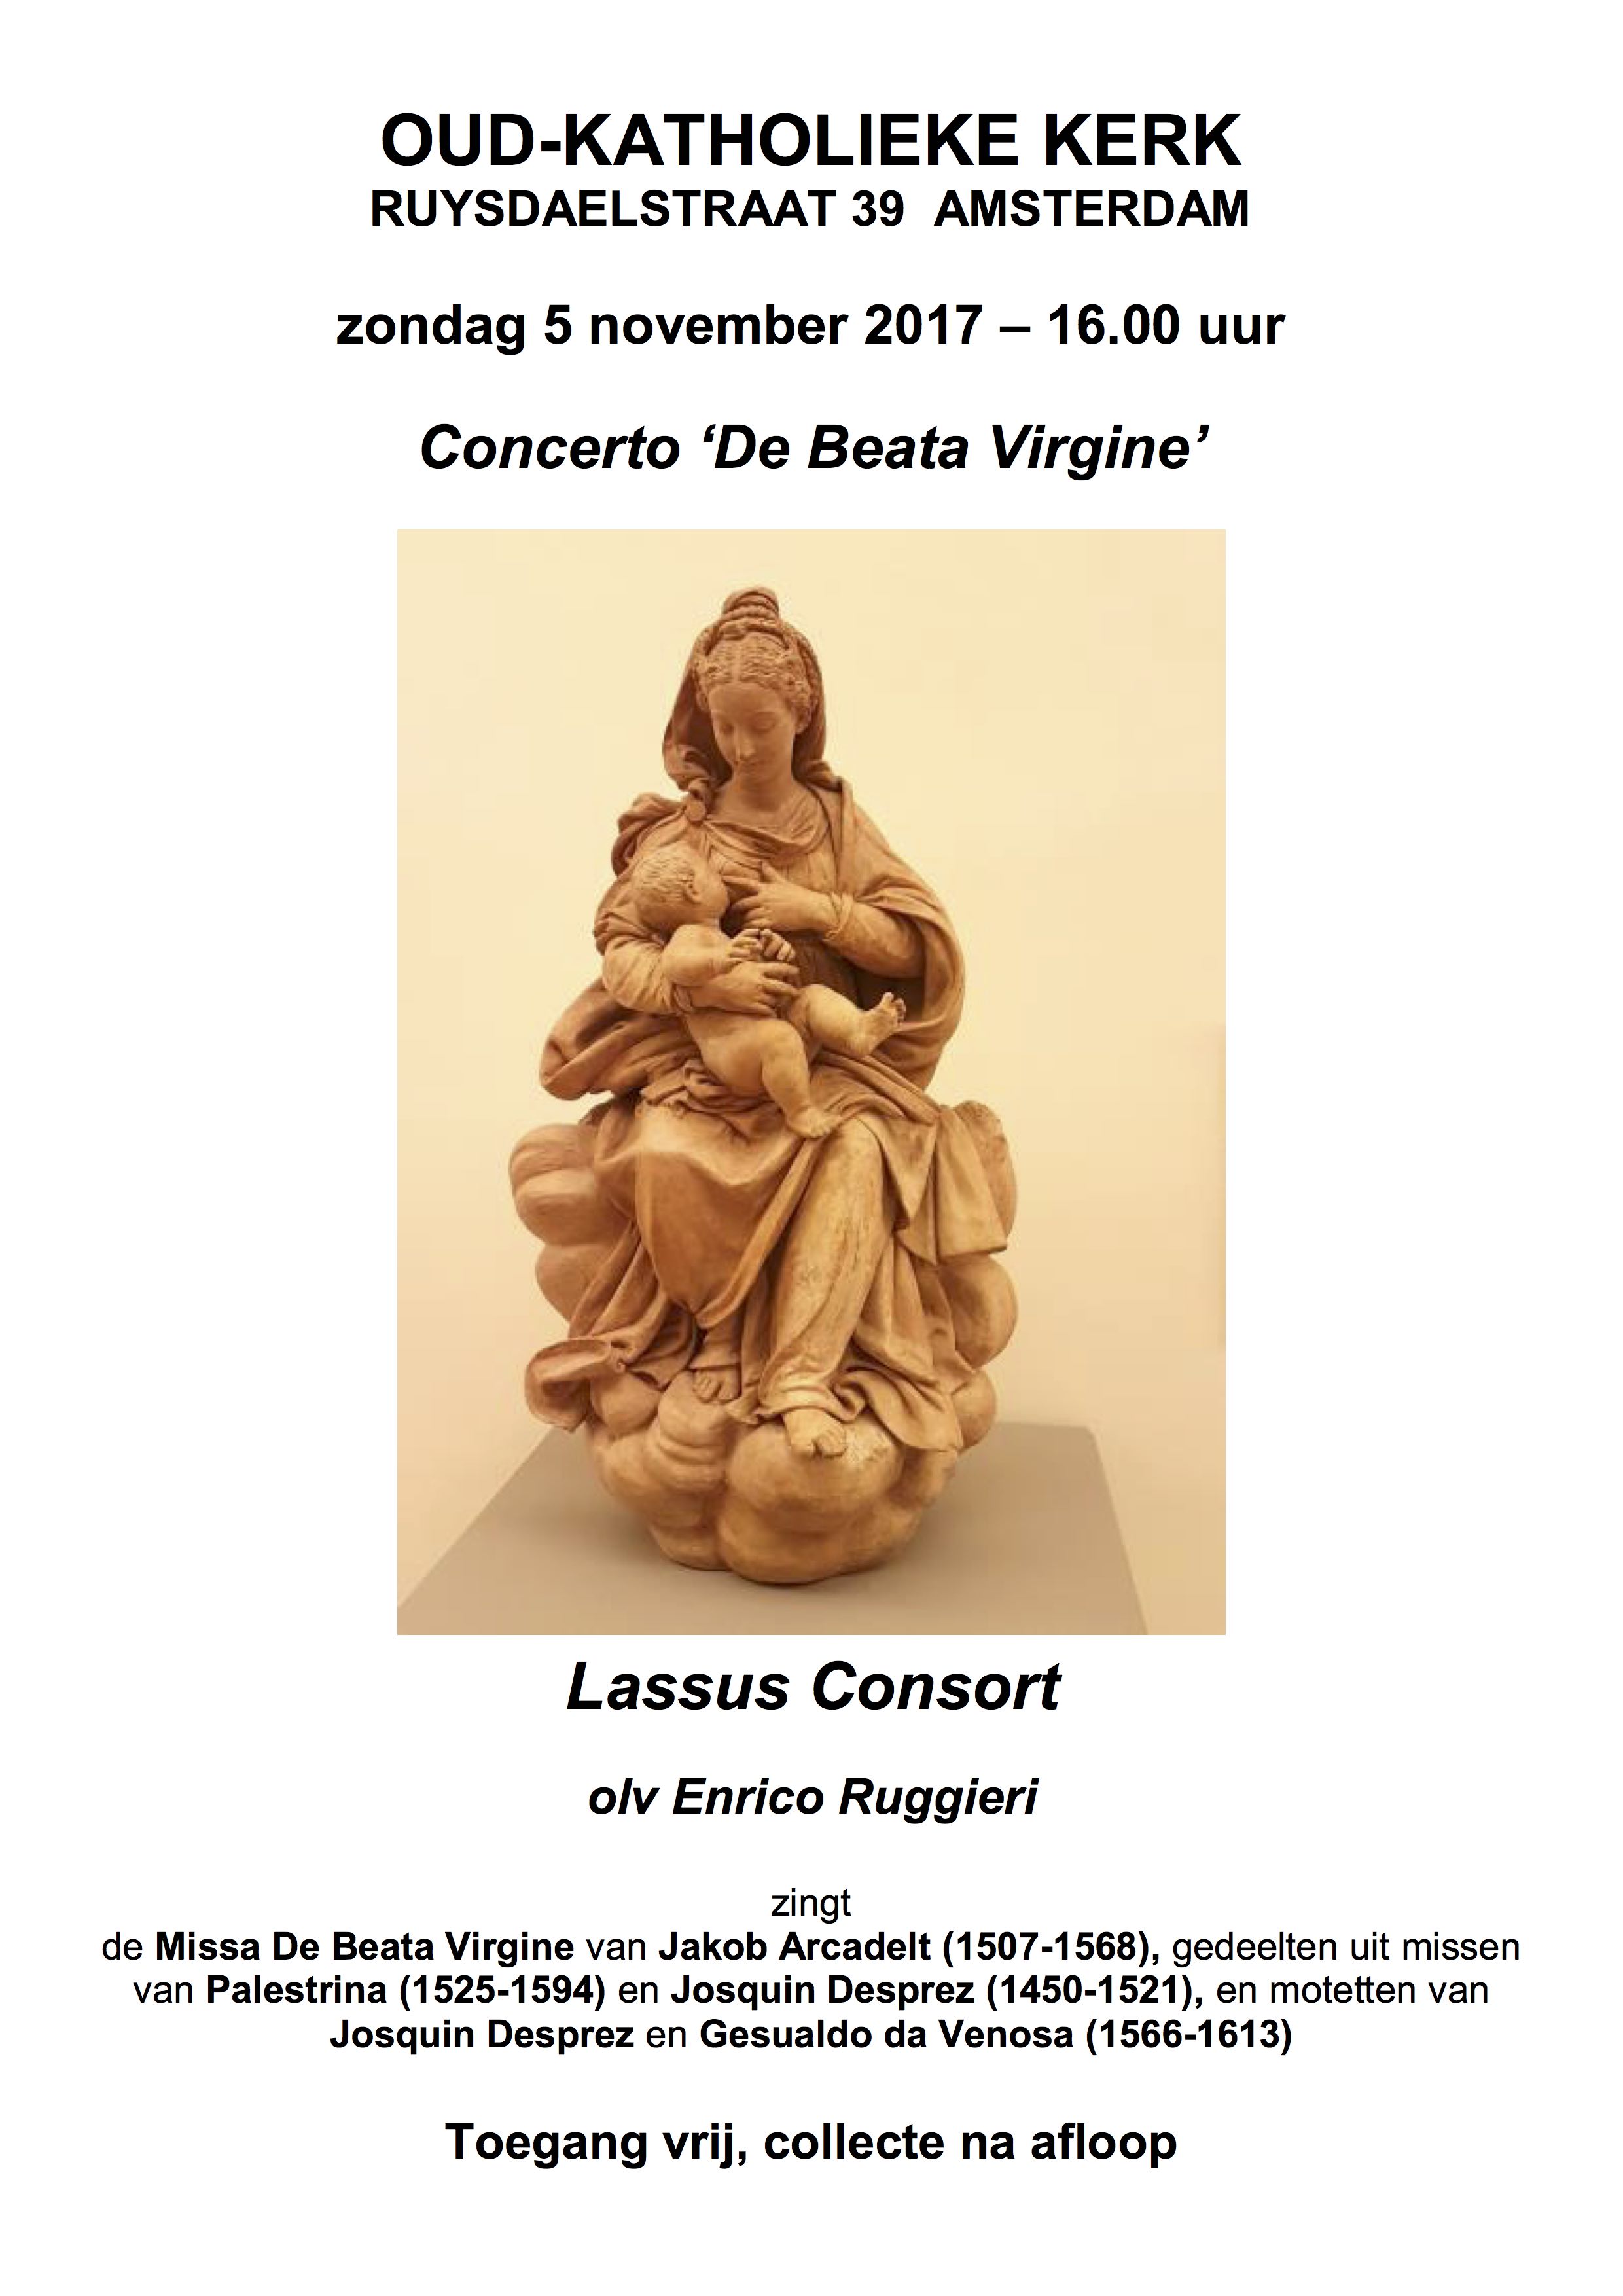 OUD-KATHOLIEKE KERK
RUYSDAELSTRAAT 39  AMSTERDAM
zondag 5 november 2017 – 16.00 uur
Concerto ‘De Beata Virgine’
Lassus Consort
olv Enrico Ruggieri
zingt
de Missa De Beata Virgine van Jakob Arcadelt (1507-1568), gedeelten uit missen
van Palestrina (1525-1594) en Josquin Desprez (1450-1521), en motetten van
Josquin Desprez en Gesualdo da Venosa (1566-1613)
Toegang vrij, collecte na afloop